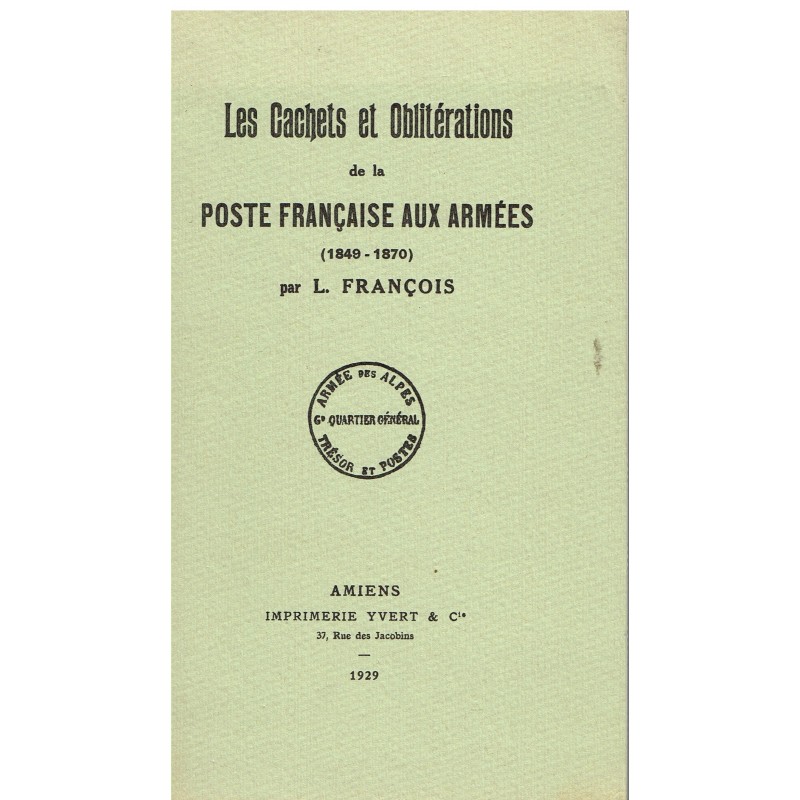 Les Cachets et Oblitérations
de la
POSTE FRANÇAISE AUX ARMÉES
(1849 - 1870)
par L. FRANÇOIS
ARMÉE DES ALPES
Gᴰ QUARTIER GÉNÉRAL
TRÉSOR ET POSTES
AMIENS
IMPRIMERIE YVERT & Cⁱᵉ
37, Rue des Jacobins
—
1929